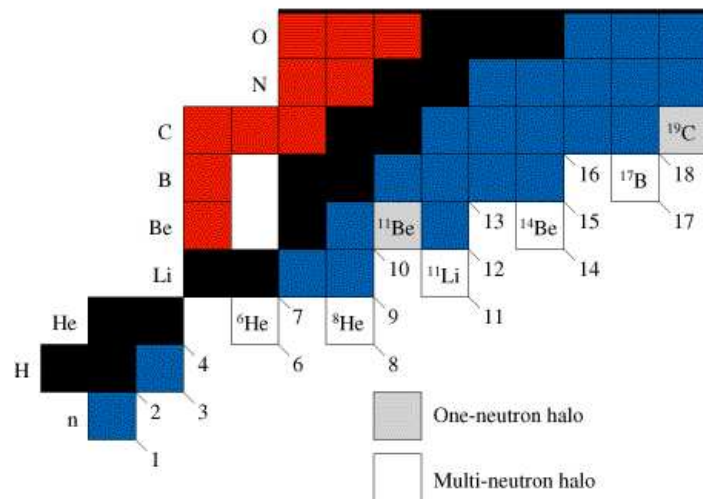 O
N
C
¹⁹C
B
16
¹⁷B
18
Be
¹¹Be
13
¹⁴Be
15
17
Li
10
¹¹Li
12
14
He
⁶He
7
⁸He
9
11
H
4
6
8
n
2
3
One-neutron halo
1
Multi-neutron halo